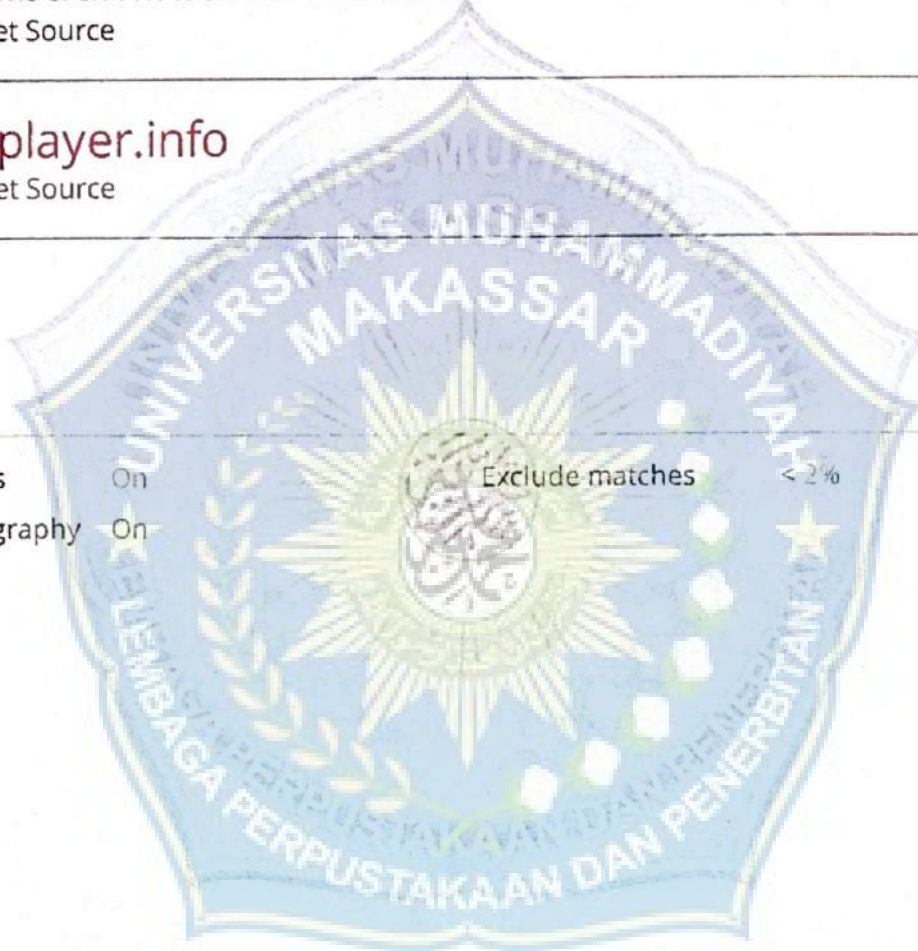 et Source
player.info
et Source
UNIVERSITAS MUHAMMADIYAH
MAKASSAR
s On Exclude matches < 2%
graphy On
LEMBAGA PERPUSTAKAAN DAN PENERBITAN